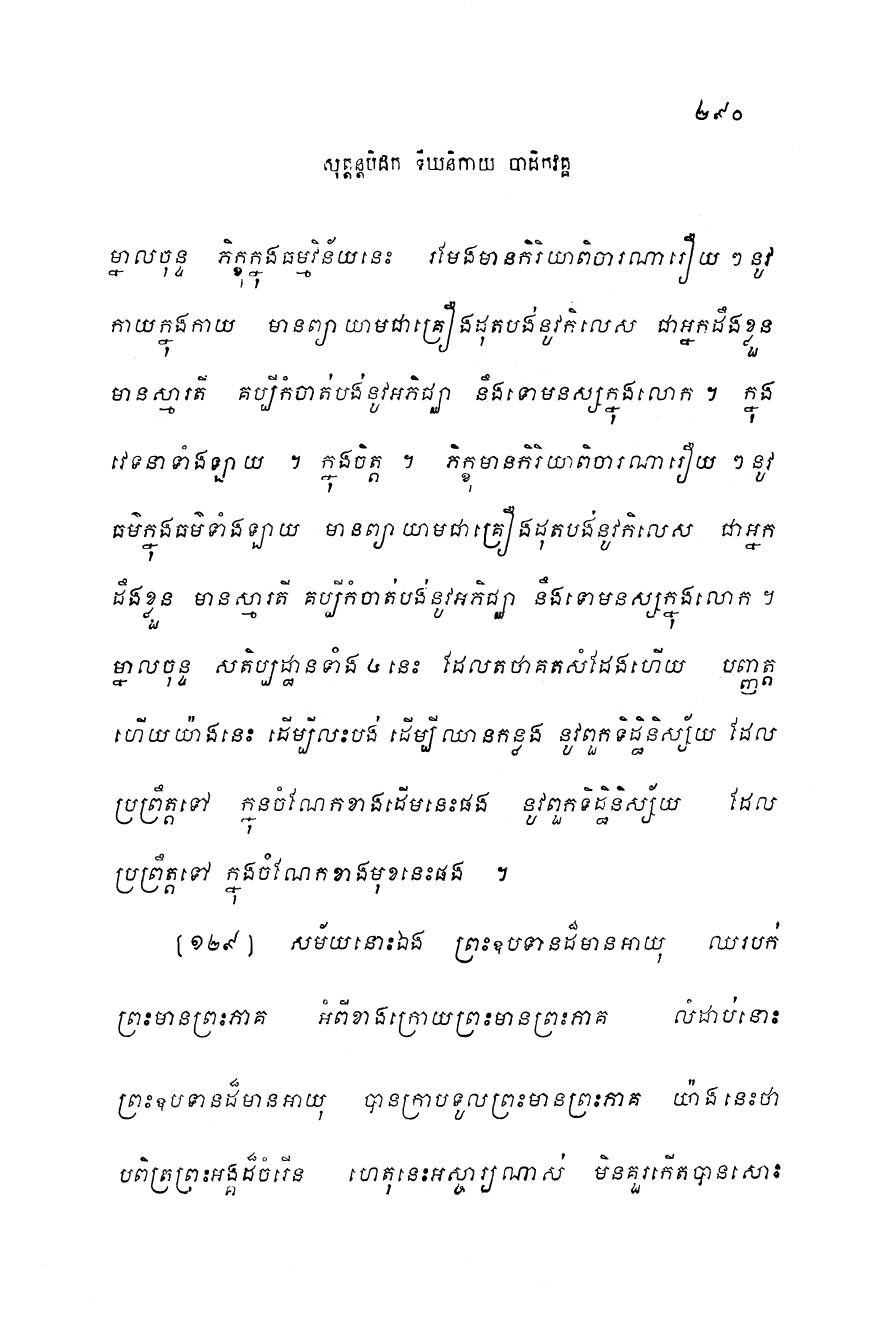 ២៩០
សុត្តន្តបិដក ទីឃនិកាយ បាដិកវគ្គ
ម្នាលចុន្ទ ភិក្ខុក្នុងធម្មវិន័យនេះ រមែងមានកិរិយាពិចារណារឿយ ៗ នូវ
កាយក្នុងកាយ មានព្យាយាមជាគ្រឿងដុតបង់នូវកិលេស ជាអ្នកដឹងខ្លួន
មានស្មារតី គប្បីកំចាត់បង់នូវអភិជ្ឈា នឹងទោមនស្សក្នុងលោក ។ ក្នុង
វេទនាទាំងឡាយ ។ ក្នុងចិត្ត ។ ភិក្ខុមានកិរិយាពិចារណារឿយ ៗ នូវ
ធម៌ក្នុងធម៌ទាំងឡាយ មានព្យាយាមជាគ្រឿងដុតបង់នូវកិលេស ជាអ្នក
ដឹងខ្លួន មានស្មារតី គប្បីកំចាត់បង់នូវអភិជ្ឈា នឹងទោមនស្សក្នុងលោក ។
ម្នាលចុន្ទ សតិប្បដ្ឋានទាំង ៤ នេះ ដែលតថាគតសំដែងហើយ បញ្ញត្ត
ហើយយ៉ាងនេះ ដើម្បីលះបង់ ដើម្បីឈានកន្លង នូវពួកទិដ្ឋិនិស្ស័យ ដែល
ប្រព្រឹត្តទៅ ក្នុនចំណែកខាងដើមនេះផង នូវពួកទិដ្ឋិនិស្ស័យ ដែល
ប្រព្រឹត្តទៅ ក្នុងចំណែកខាងមុខនេះផង ។
[១២៩] សម័យនោះឯង ព្រះឧបទានដ៏មានអាយុ ឈរបក់
ព្រះមានព្រះភាគ អំពីខាងក្រោយព្រះមានព្រះភាគ លំដាប់នោះ
ព្រះឧបទានដ៏មានអាយុ បានក្រាបទូលព្រះមានព្រះភាគ យ៉ាងនេះថា
បពិត្រព្រះអង្គដ៏ចំរើន ហេតុនេះអស្ចារ្យណាស់ មិនគួរកើតបានសោះ